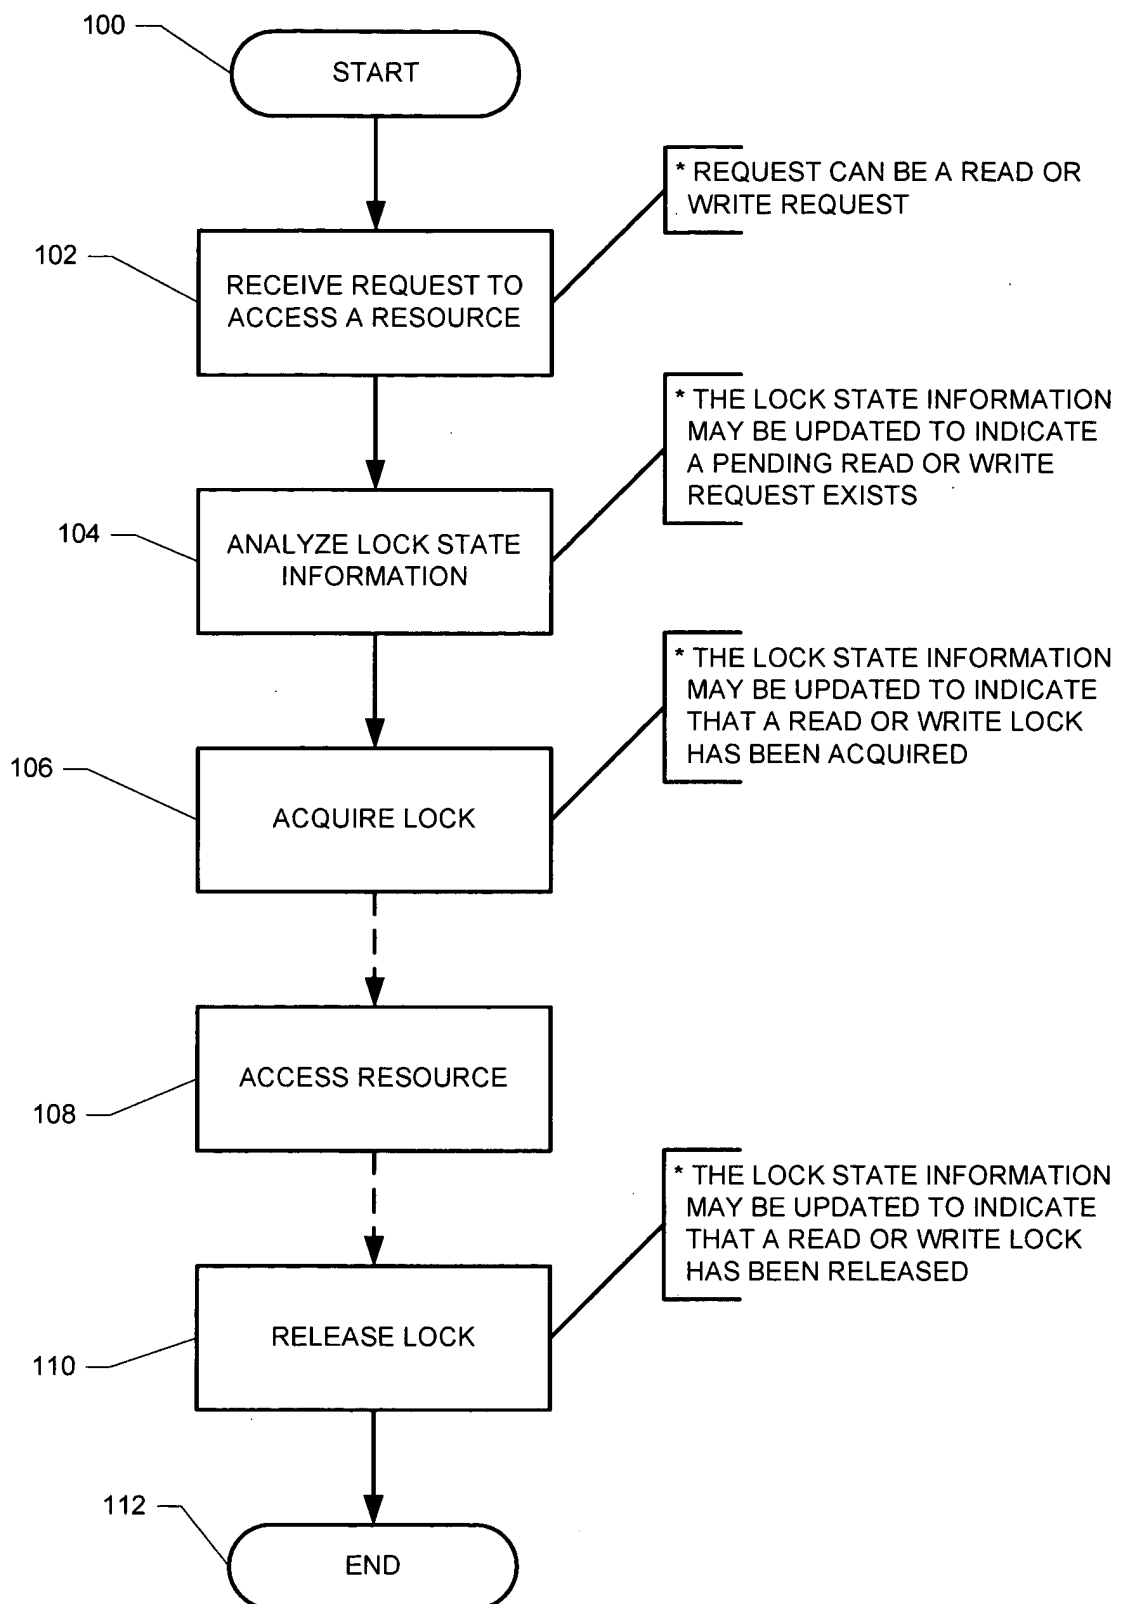 100
START
* REQUEST CAN BE A READ OR
WRITE REQUEST
102
RECEIVE REQUEST TO
ACCESS A RESOURCE
* THE LOCK STATE INFORMATION
MAY BE UPDATED TO INDICATE
A PENDING READ OR WRITE
REQUEST EXISTS
104
ANALYZE LOCK STATE
INFORMATION
* THE LOCK STATE INFORMATION
MAY BE UPDATED TO INDICATE
THAT A READ OR WRITE LOCK
HAS BEEN ACQUIRED
106
ACQUIRE LOCK
108
ACCESS RESOURCE
* THE LOCK STATE INFORMATION
MAY BE UPDATED TO INDICATE
THAT A READ OR WRITE LOCK
HAS BEEN RELEASED
110
RELEASE LOCK
112
END